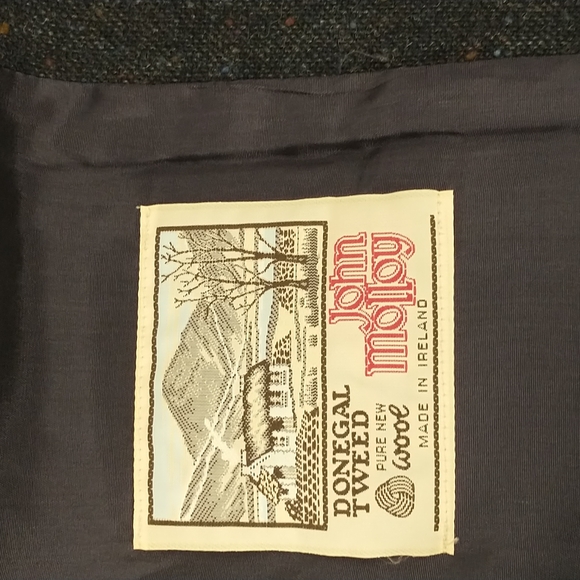 John
molloy
DONEGAL
TWEED
PURE NEW
wool
MADE IN IRELAND